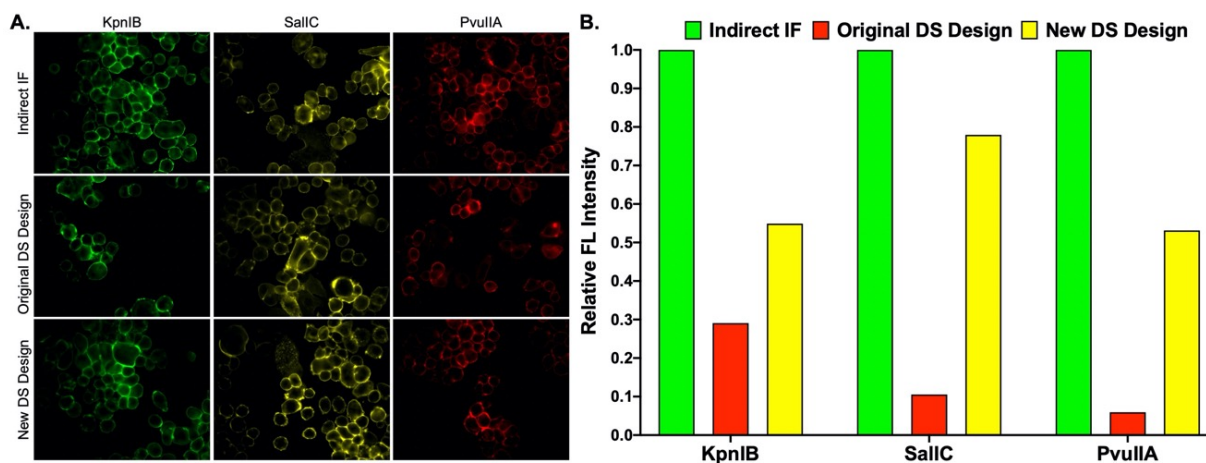 A.
KpnIB SalIC PvuIIA
Indirect IF
Original DS Design
New DS Design
B.
Indirect IF Original DS Design New DS Design
Relative FL Intensity
1.0
0.9
0.8
0.7
0.6
0.5
0.4
0.3
0.2
0.1
0.0
KpnIB SalIC PvuIIA